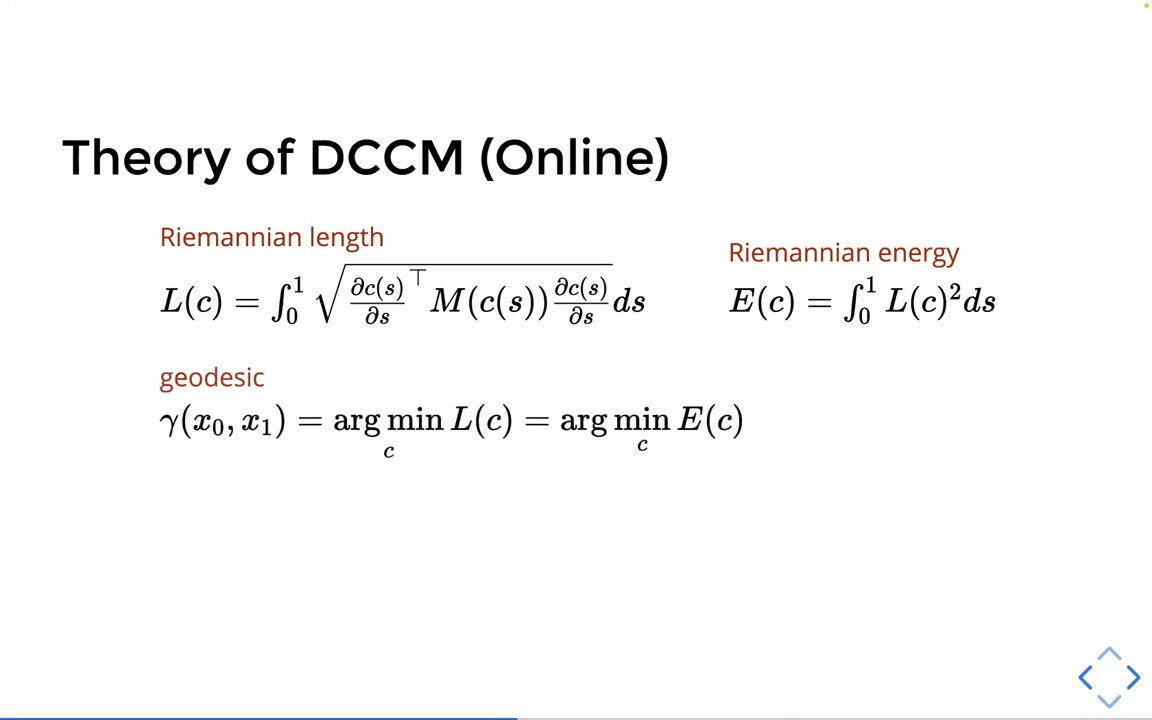 Theory of DCCM (Online)
Riemannian length
L(c) = ∫₀¹ √(∂c(s)/∂s ⊤ M(c(s)) ∂c(s)/∂s) ds
Riemannian energy
E(c) = ∫₀¹ L(c)² ds
geodesic
γ(x₀, x₁) = arg min_c L(c) = arg min_c E(c)